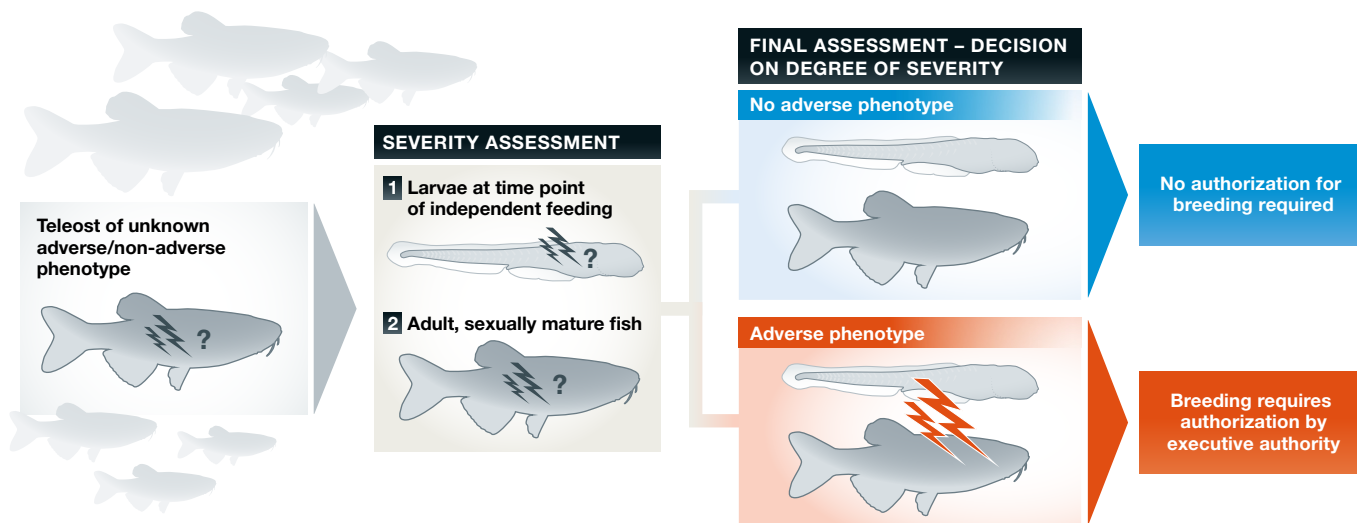 Teleost of unknown
adverse/non-adverse
phenotype
?
SEVERITY ASSESSMENT
1 Larvae at time point
of independent feeding
?
2 Adult, sexually mature fish
?
FINAL ASSESSMENT – DECISION
ON DEGREE OF SEVERITY
No adverse phenotype
No authorization for
breeding required
Adverse phenotype
Breeding requires
authorization by
executive authority